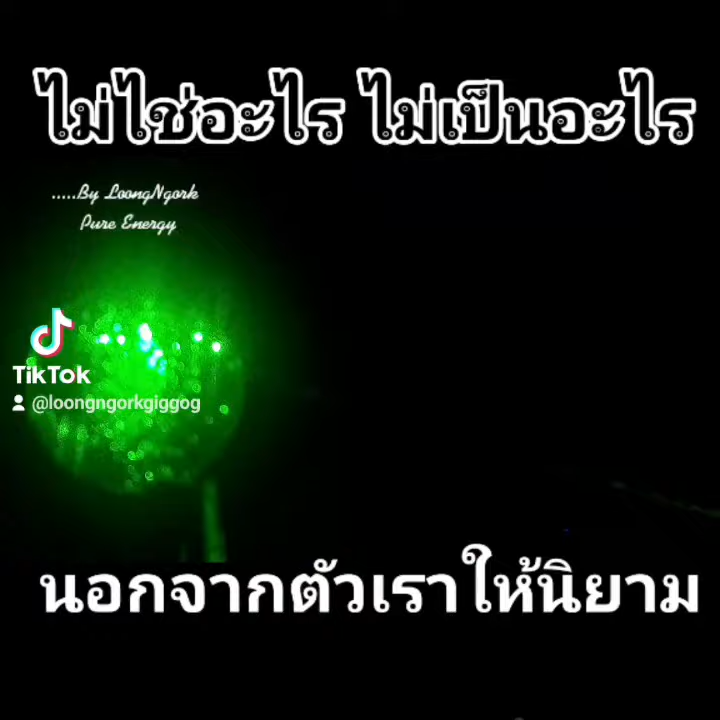 ไม่ไช่อะไร ไม่เป็นอะไร
.....By LoongNgork
Pure Energy
TikTok
@loongngorkgiggog
นอกจากตัวเราให้นิยาม